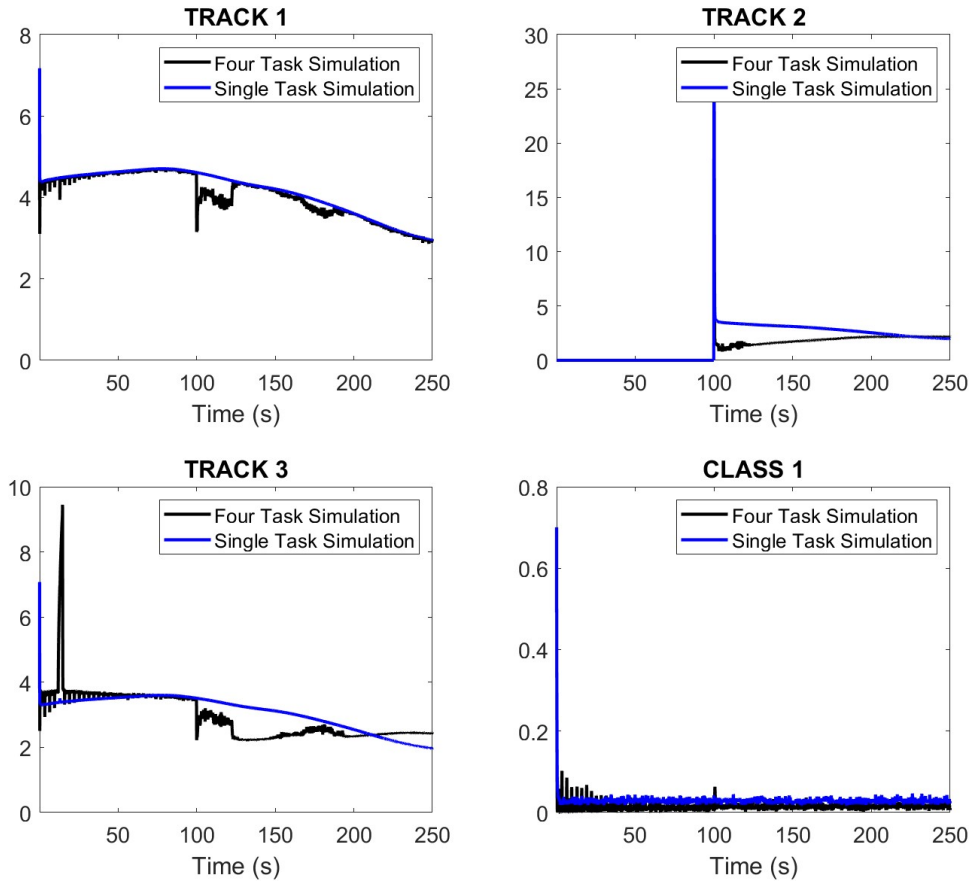 TRACK 1
8
6
4
2
0
Four Task Simulation
Single Task Simulation
50 100 150 200 250
Time (s)
TRACK 2
30
25
20
15
10
5
0
Four Task Simulation
Single Task Simulation
50 100 150 200 250
Time (s)
TRACK 3
10
8
6
4
2
0
Four Task Simulation
Single Task Simulation
50 100 150 200 250
Time (s)
CLASS 1
0.8
0.6
0.4
0.2
0
Four Task Simulation
Single Task Simulation
50 100 150 200 250
Time (s)